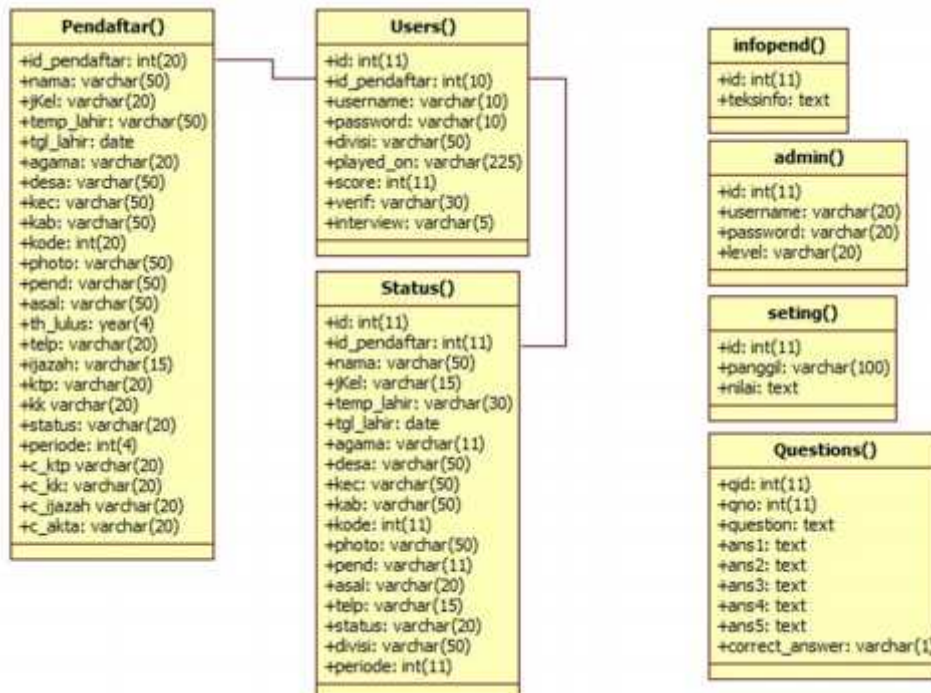 Pendaftar()
+id_pendaftar: int(20)
+nama: varchar(50)
+jKel: varchar(20)
+temp_lahir: varchar(50)
+tgl_lahir: date
+agama: varchar(20)
+desa: varchar(50)
+kec: varchar(50)
+kab: varchar(50)
+kode: int(20)
+photo: varchar(50)
+pend: varchar(50)
+asal: varchar(50)
+th_lulus: year(4)
+telp: varchar(20)
+ijazah: varchar(15)
+ktp: varchar(20)
+kk varchar(20)
+status: varchar(20)
+periode: int(4)
+c_ktp varchar(20)
+c_kk: varchar(20)
+c_ijazah varchar(20)
+c_akta: varchar(20)
Users()
+id: int(11)
+id_pendaftar: int(10)
+username: varchar(10)
+password: varchar(10)
+divisi: varchar(50)
+played_on: varchar(225)
+score: int(11)
+verif: varchar(30)
+interview: varchar(5)
Status()
+id: int(11)
+id_pendaftar: int(11)
+nama: varchar(50)
+jKel: varchar(15)
+temp_lahir: varchar(30)
+tgl_lahir: date
+agama: varchar(11)
+desa: varchar(50)
+kec: varchar(50)
+kab: varchar(50)
+kode: int(11)
+photo: varchar(50)
+pend: varchar(11)
+asal: varchar(20)
+telp: varchar(15)
+status: varchar(20)
+divisi: varchar(50)
+periode: int(11)
infopend()
+id: int(11)
+teksinfo: text
admin()
+id: int(11)
+username: varchar(20)
+password: varchar(20)
+level: varchar(20)
seting()
+id: int(11)
+panggil: varchar(100)
+nilai: text
Questions()
+qid: int(11)
+qno: int(11)
+question: text
+ans1: text
+ans2: text
+ans3: text
+ans4: text
+ans5: text
+correct_answer: varchar(1)